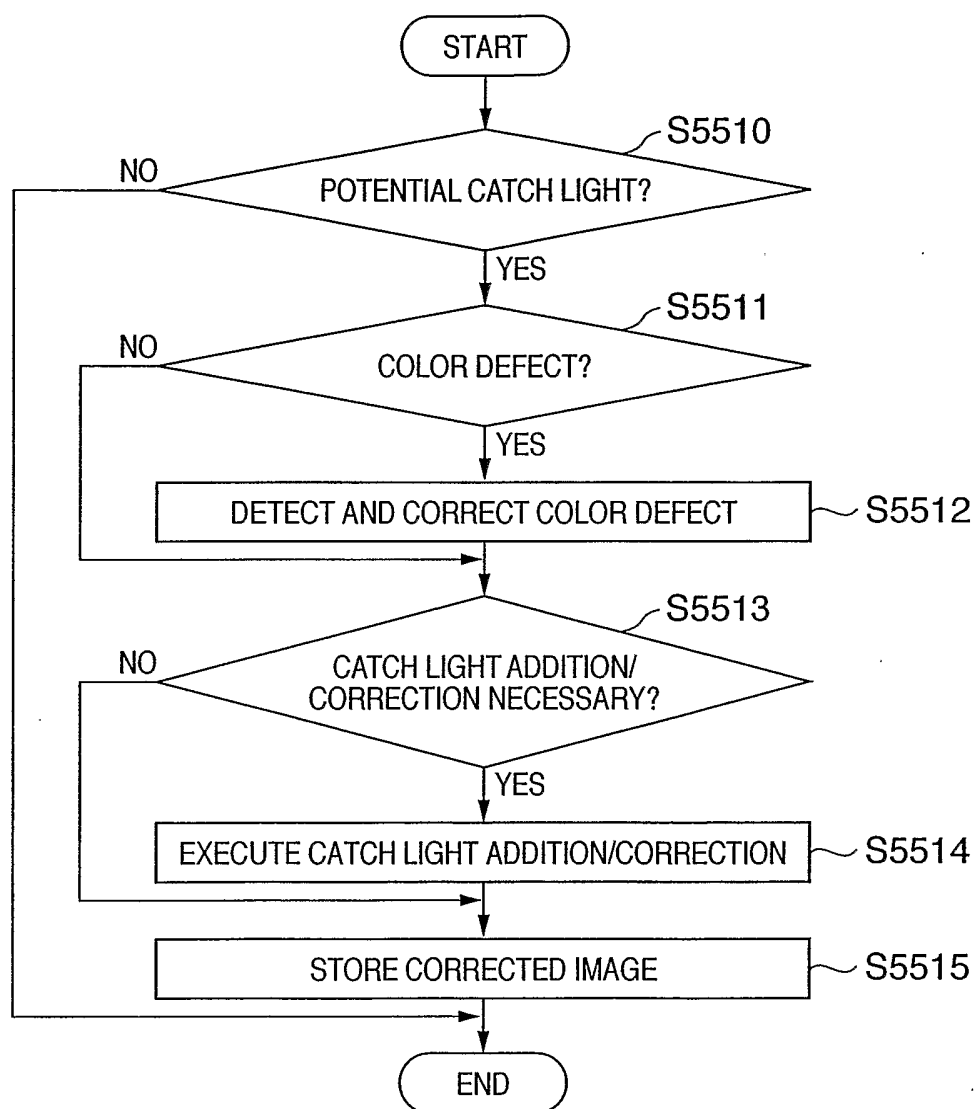 START
S5510
NO
POTENTIAL CATCH LIGHT?
YES
S5511
NO
COLOR DEFECT?
YES
DETECT AND CORRECT COLOR DEFECT
S5512
S5513
NO
CATCH LIGHT ADDITION/
CORRECTION NECESSARY?
YES
EXECUTE CATCH LIGHT ADDITION/CORRECTION
S5514
STORE CORRECTED IMAGE
S5515
END